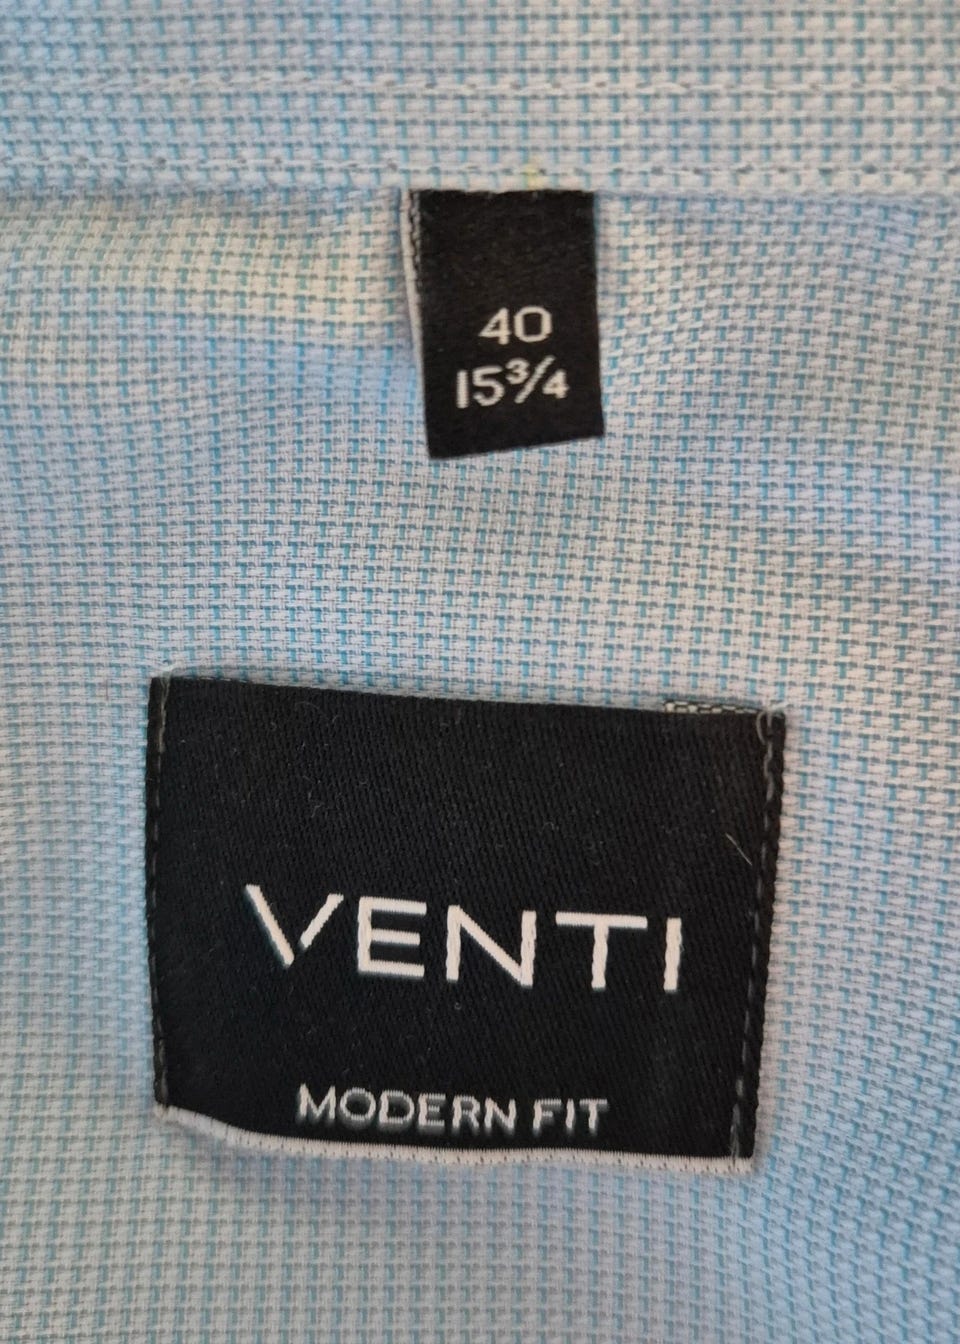 40
15¾
VENTI
MODERN FIT